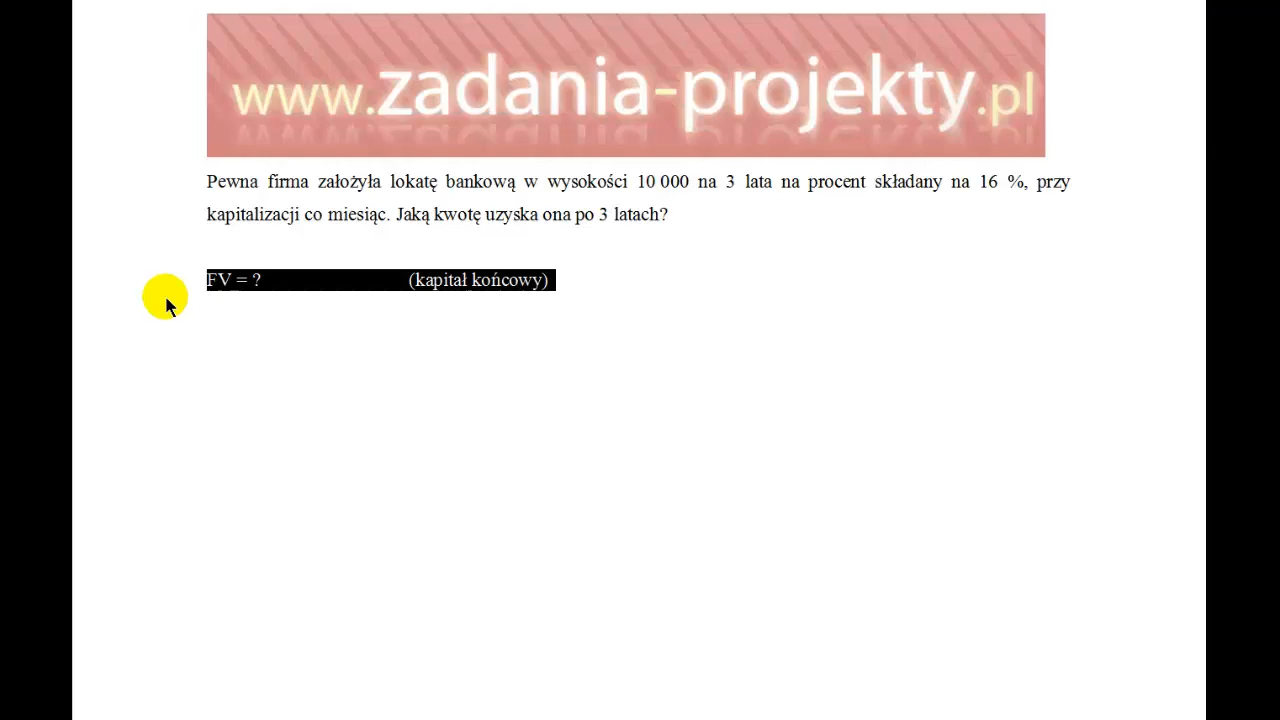 www.zadania-projekty.pl
Pewna firma założyła lokatę bankową w wysokości 10 000 na 3 lata na procent składany na 16 %, przy
kapitalizacji co miesiąc. Jaką kwotę uzyska ona po 3 latach?
FV = ? (kapitał końcowy)